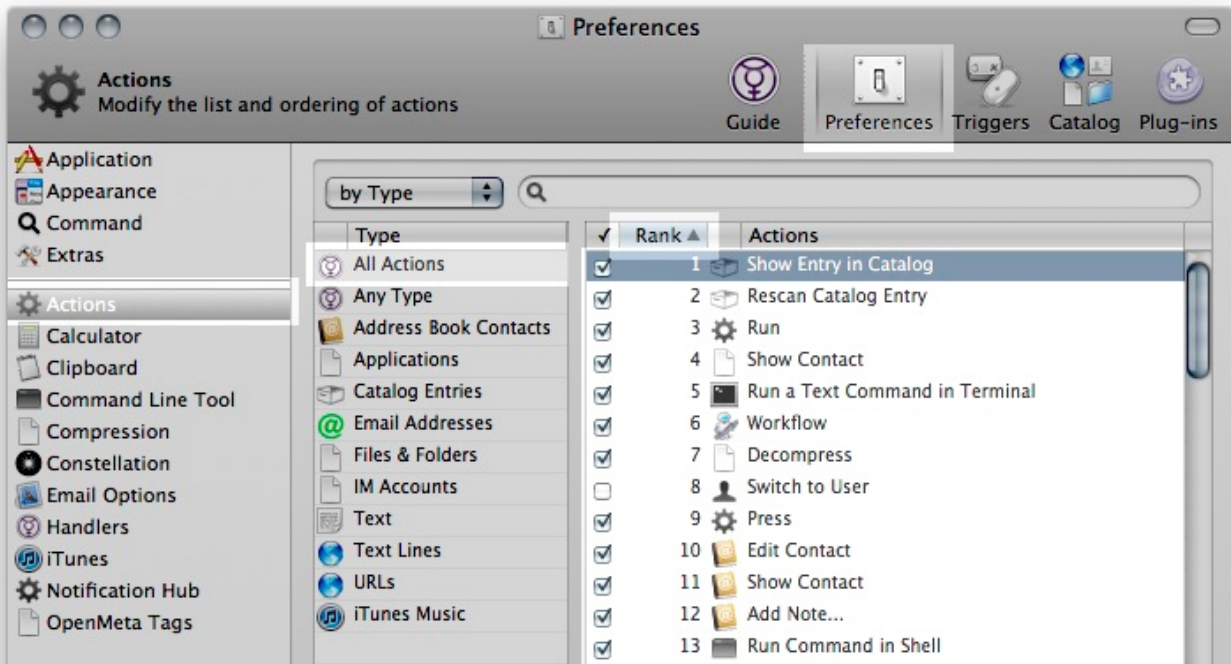 Preferences
Actions
Modify the list and ordering of actions
Guide
Preferences
Triggers
Catalog
Plug-ins
Application
Appearance
Command
Extras
Actions
Calculator
Clipboard
Command Line Tool
Compression
Constellation
Email Options
Handlers
iTunes
Notification Hub
OpenMeta Tags
by Type
Type
All Actions
Any Type
Address Book Contacts
Applications
Catalog Entries
Email Addresses
Files & Folders
IM Accounts
Text
Text Lines
URLs
iTunes Music
✓ Rank ▲ Actions
1 Show Entry in Catalog
2 Rescan Catalog Entry
3 Run
4 Show Contact
5 Run a Text Command in Terminal
6 Workflow
7 Decompress
8 Switch to User
9 Press
10 Edit Contact
11 Show Contact
12 Add Note...
13 Run Command in Shell